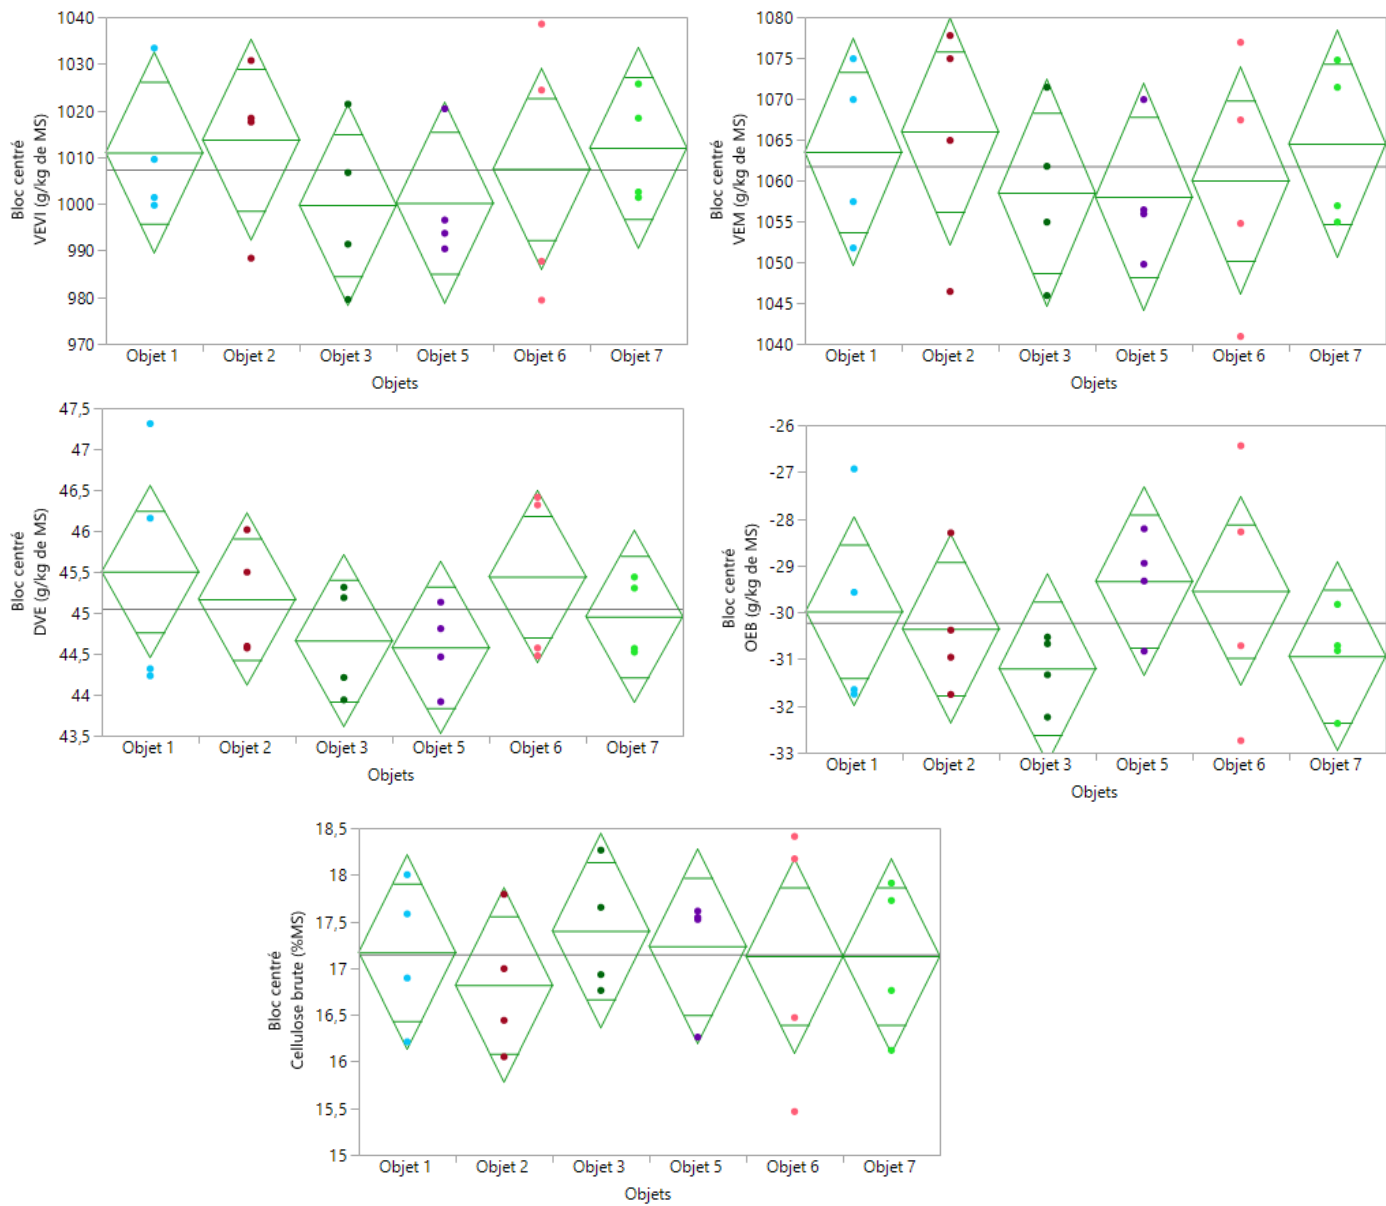 Bloc centré
VEVI (g/kg de MS)
1040
1030
1020
1010
1000
990
980
970
Objet 1 Objet 2 Objet 3 Objet 5 Objet 6 Objet 7
Objets
Bloc centré
VEM (g/kg de MS)
1080
1075
1070
1065
1060
1055
1050
1045
1040
Objet 1 Objet 2 Objet 3 Objet 5 Objet 6 Objet 7
Objets
Bloc centré
DVE (g/kg de MS)
47,5
47
46,5
46
45,5
45
44,5
44
43,5
Objet 1 Objet 2 Objet 3 Objet 5 Objet 6 Objet 7
Objets
Bloc centré
OEB (g/kg de MS)
-26
-27
-28
-29
-30
-31
-32
-33
Objet 1 Objet 2 Objet 3 Objet 5 Objet 6 Objet 7
Objets
Bloc centré
Cellulose brute (%MS)
18,5
18
17,5
17
16,5
16
15,5
15
Objet 1 Objet 2 Objet 3 Objet 5 Objet 6 Objet 7
Objets